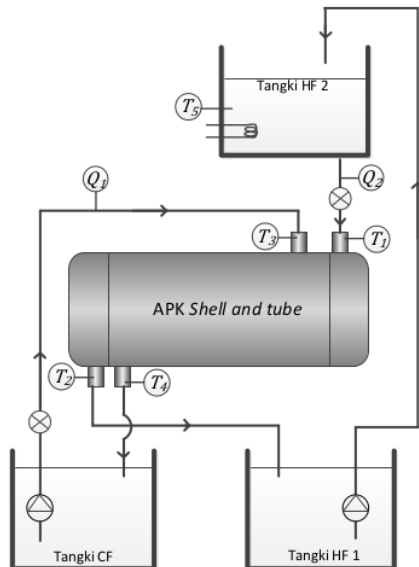 Tangki HF 2
T5
Q1
Q2
T3
T1
APK Shell and tube
T2
T4
Tangki CF
Tangki HF 1